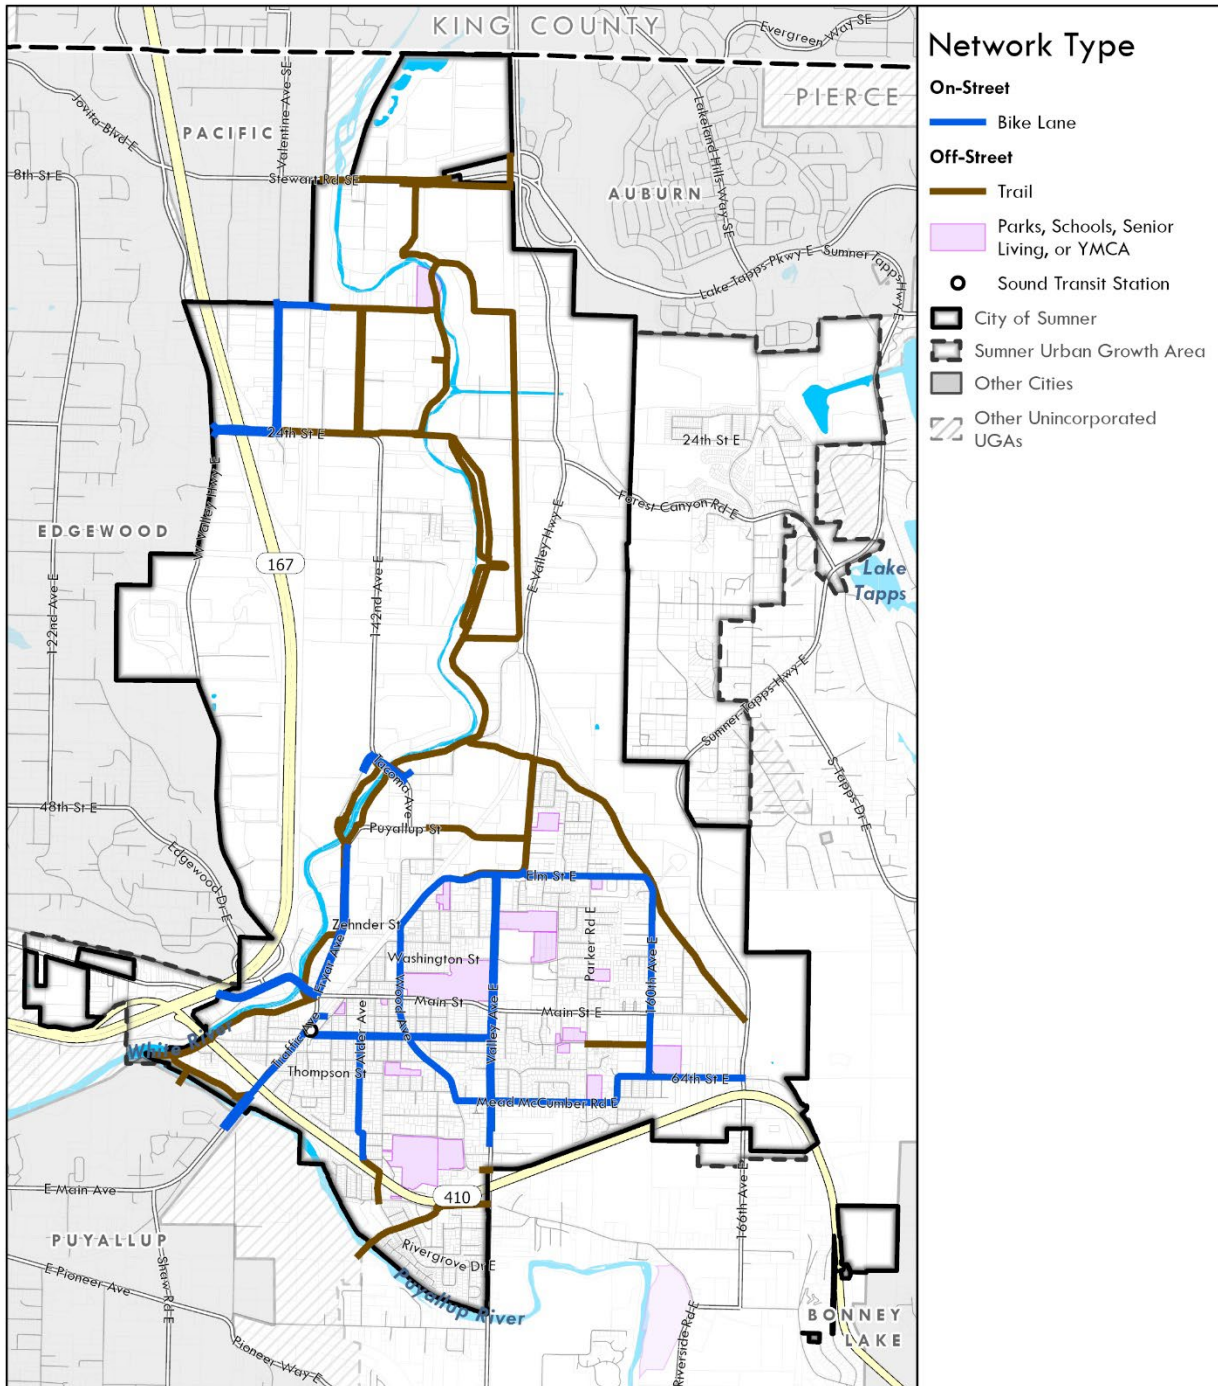 KING COUNTY
Evergreen Way SE
PIERCE
Jovita Blvd E
PACIFIC
Valentine Ave SE
Lakeland Hills Way SE
8th St E
Stewart Rd SE
AUBURN
Lake Tapps Pkwy E
Sumner Tapps Hwy E
24th St E
24th St E
W Valley Hwy E
Forest Canyon Rd E
EDGEWOOD
E Valley Hwy E
167
Lake
Tapps
122nd Ave E
142nd Ave E
Sumner Tapps Hwy E
S Tapps Dr E
Tacoma Ave
48th St E
Puyallup St
Edgewood Dr E
Elm St E
Zehnder St
Parker Rd E
Fryar Ave
Washington St
160th Ave E
Wood Ave
Main St
Main St E
Valley Ave E
White River
Traffic Ave
Alder Ave
Thompson St
64th St E
Mead McCumber Rd E
E Main Ave
410
166th Ave E
PUYALLUP
Shaw Rd E
Rivergrove Dr E
E Pioneer Ave
Puyallup River
Riverside Rd E
BONNEY
LAKE
Pioneer Way E
Network Type
On-Street
Bike Lane
Off-Street
Trail
Parks, Schools, Senior
Living, or YMCA
Sound Transit Station
City of Sumner
Sumner Urban Growth Area
Other Cities
Other Unincorporated
UGAs